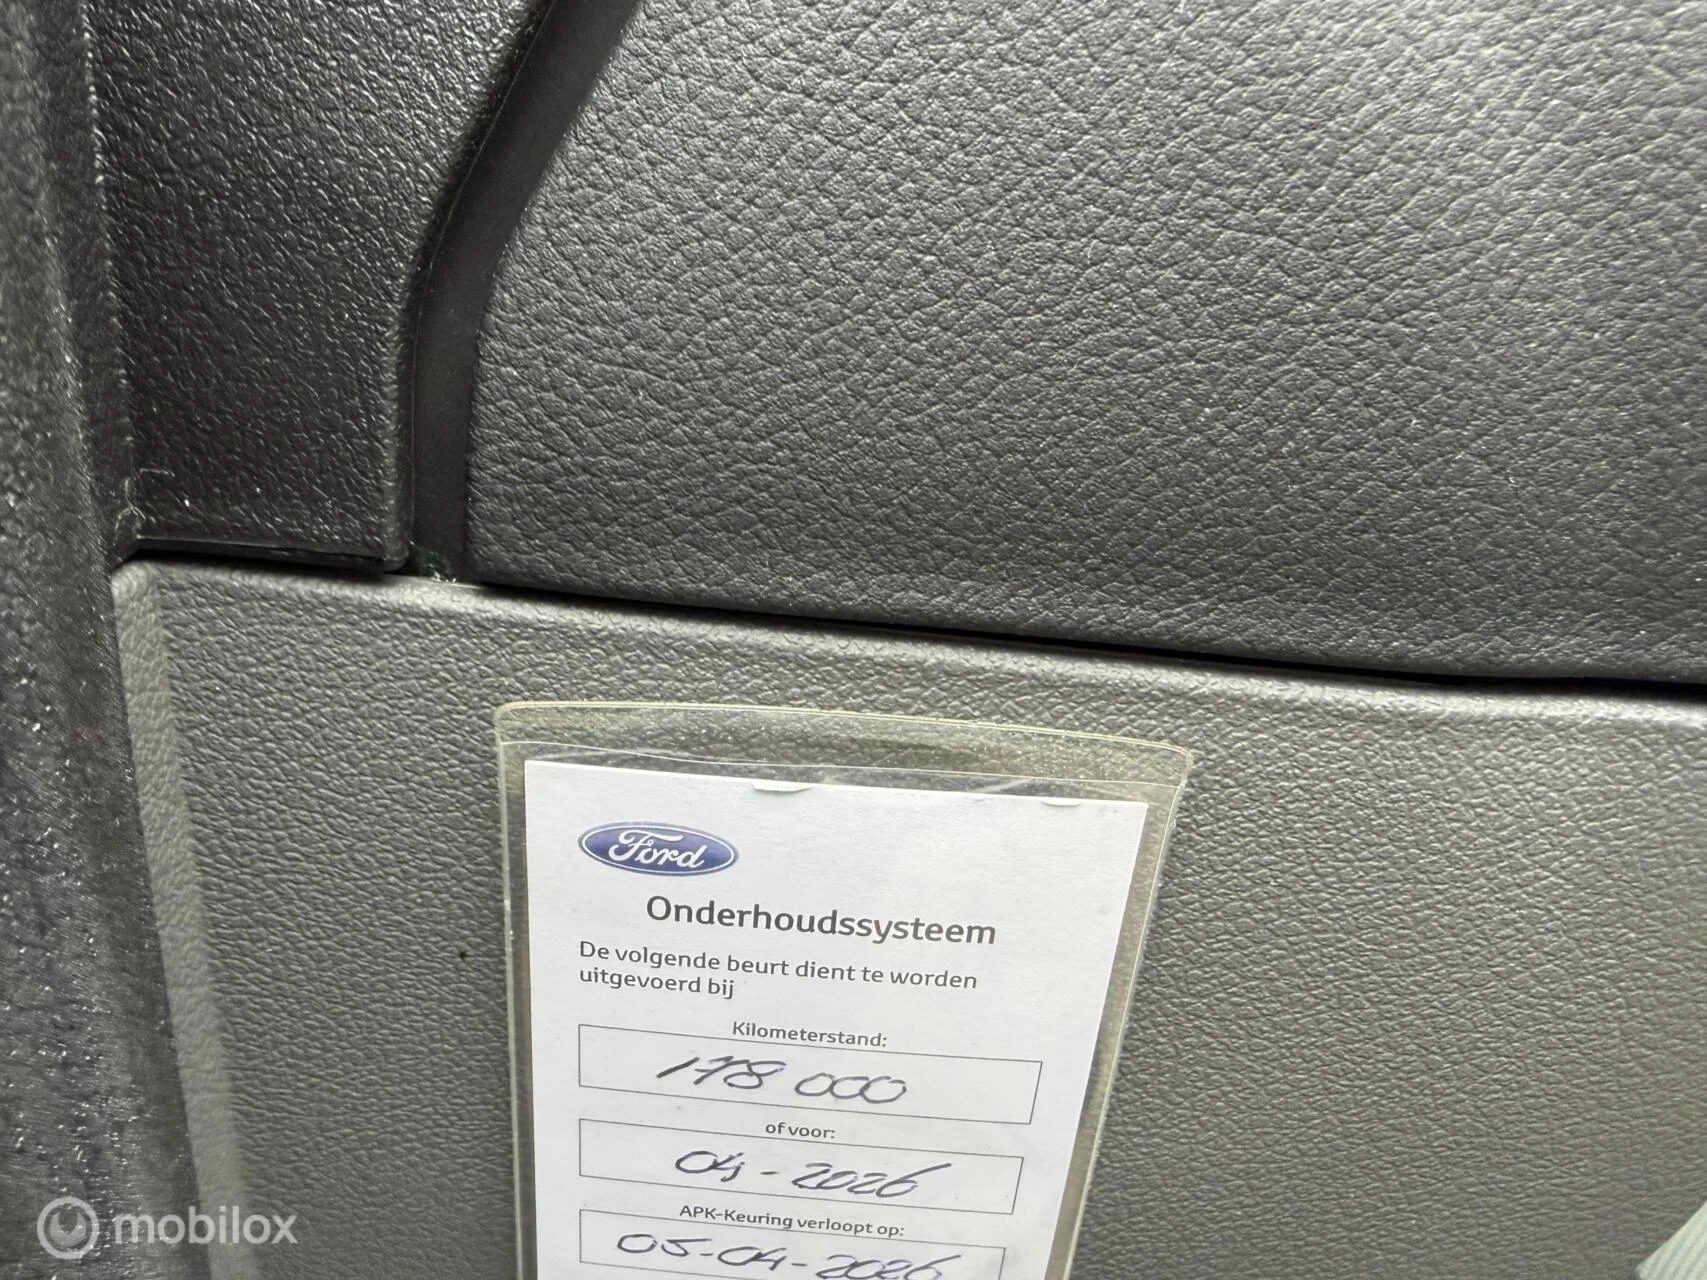 Ford
Onderhoudssysteem
De volgende beurt dient te worden
uitgevoerd bij
Kilometerstand:
178 000
of voor:
04-2026
APK-Keuring verloopt op:
05-04-2026
mobilox